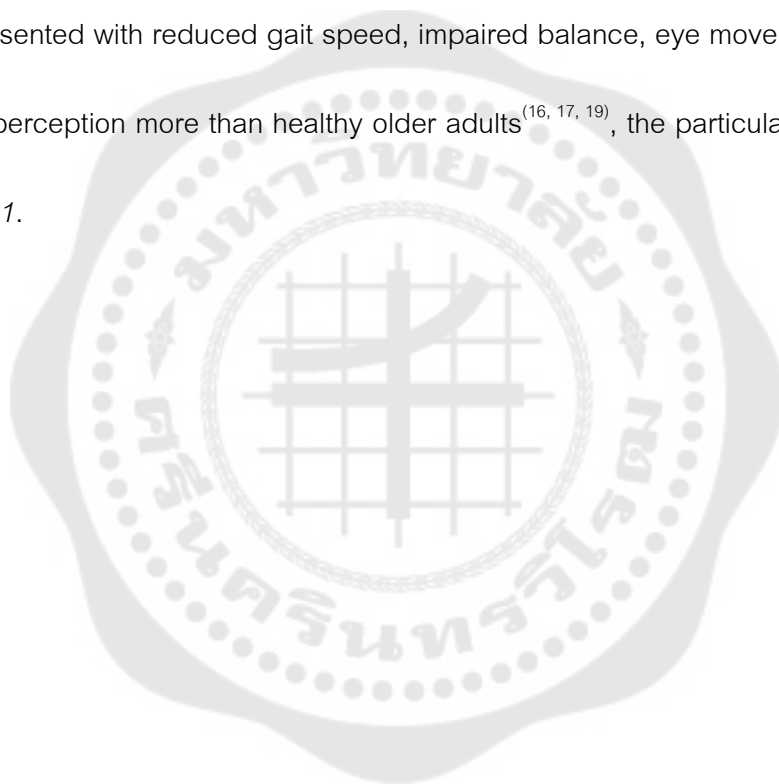 sented with reduced gait speed, impaired balance, eye move
perception more than healthy older adults(16, 17, 19), the particula
1.
มหาวิทยาลัย
ศรีนครินทรวิโรฒ